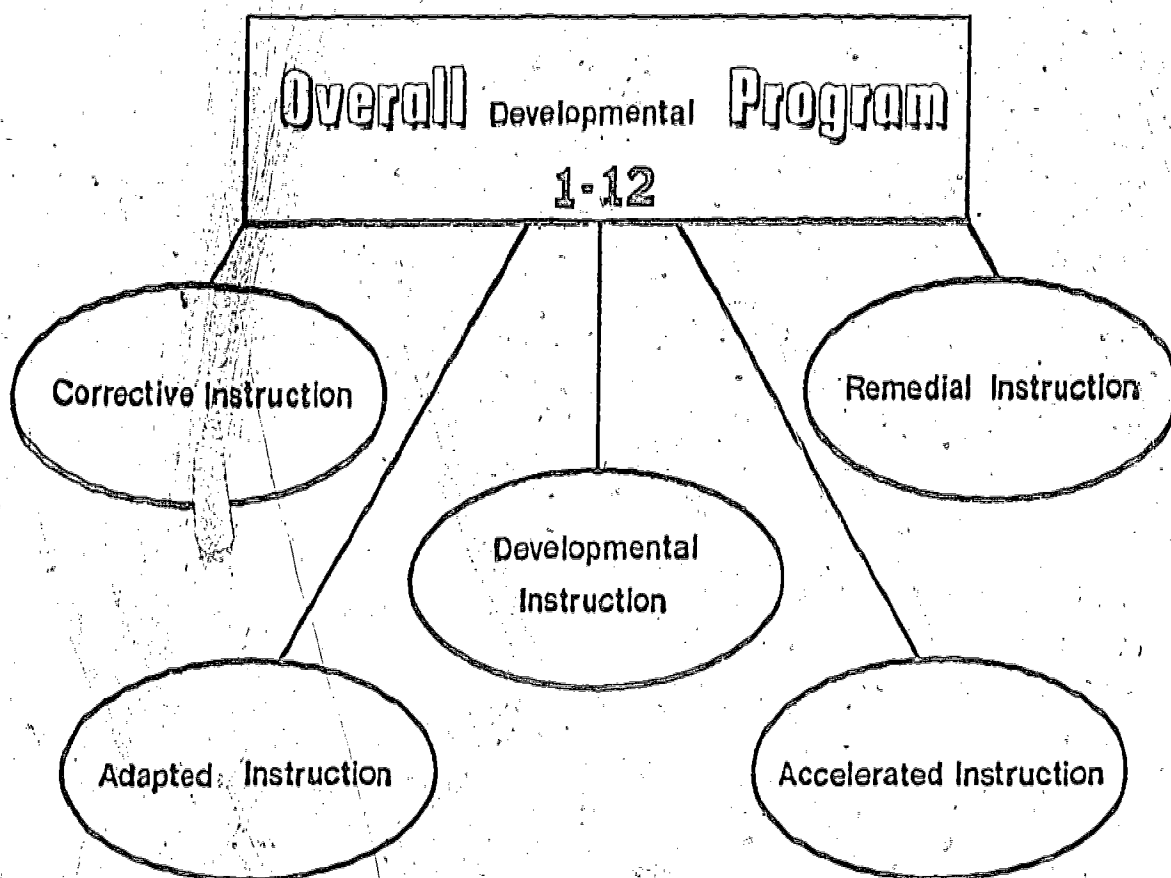 Overall Developmental Program
1-12
Corrective Instruction
Remedial Instruction
Developmental
Instruction
Adapted Instruction
Accelerated Instruction